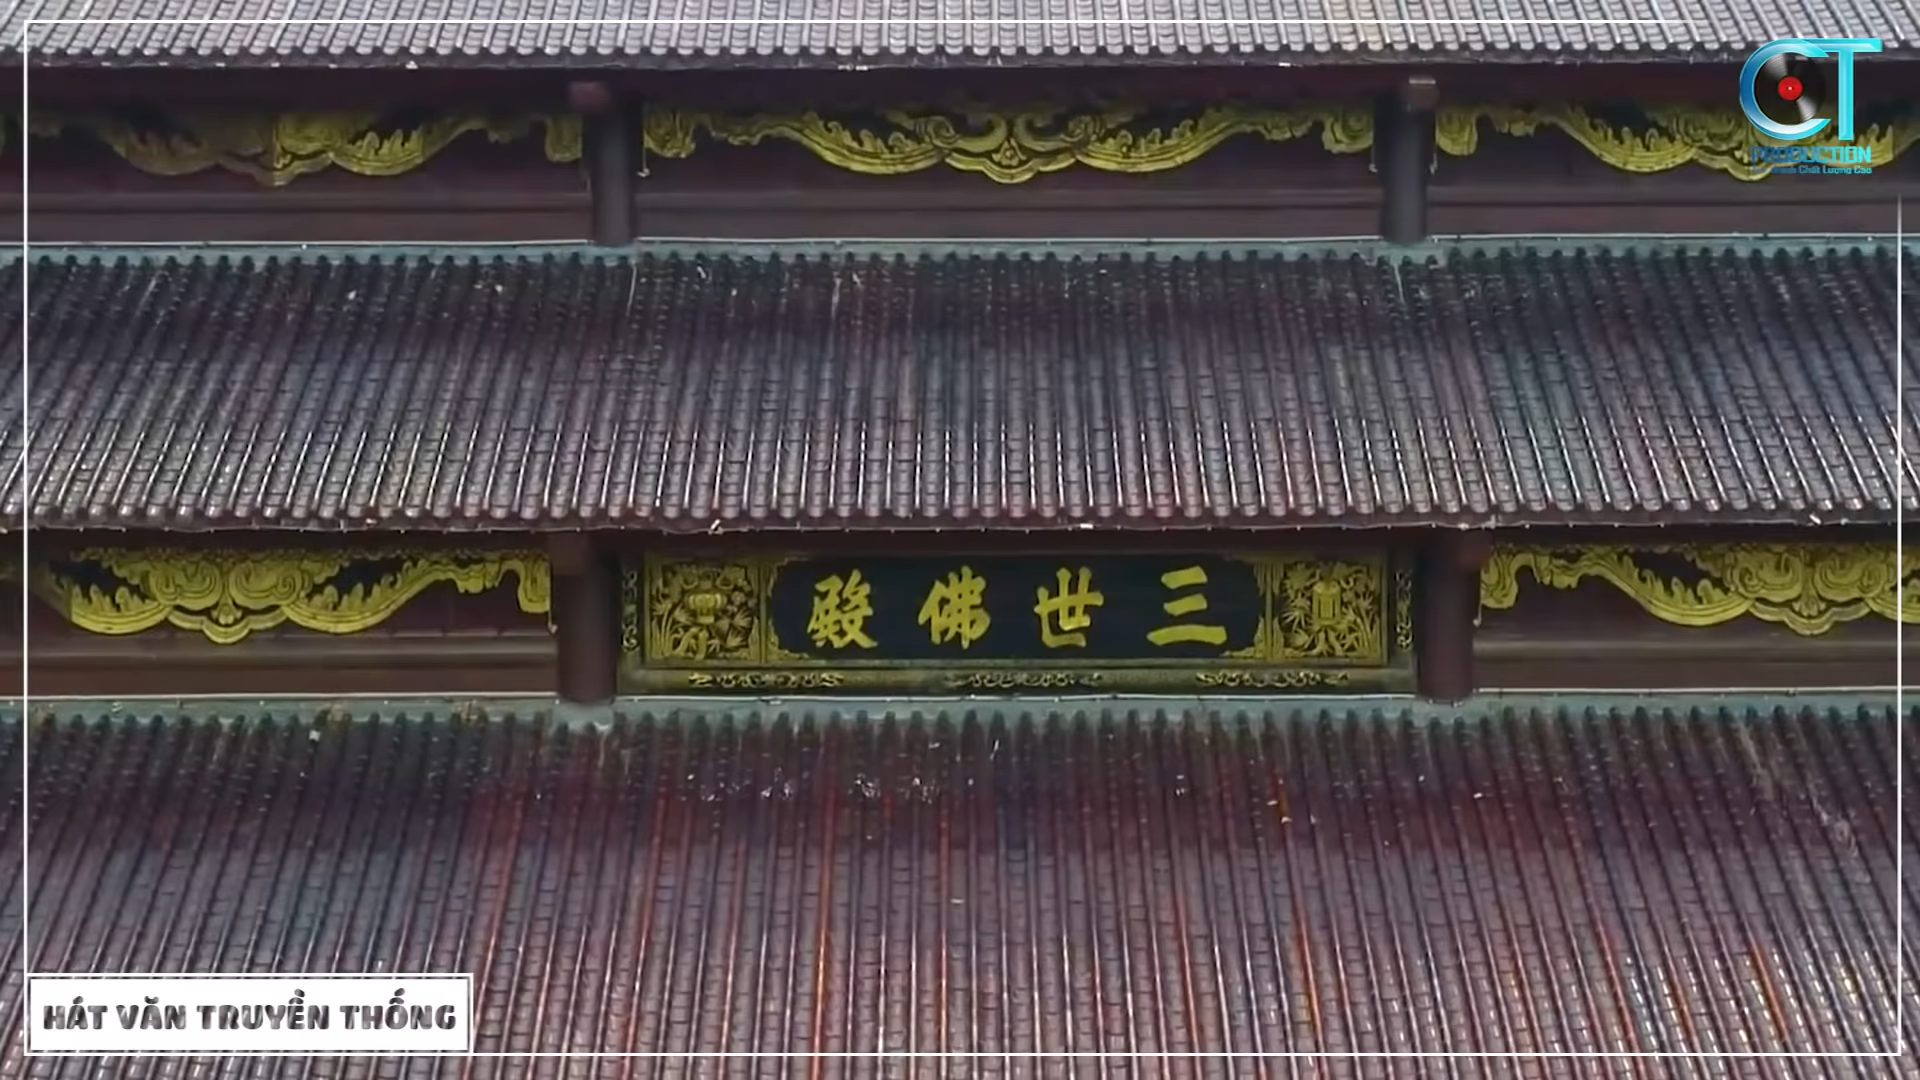 CT
PRODUCTION
Chất Lượng Cao
殿佛世三
HÁT VĂN TRUYỀN THỐNG